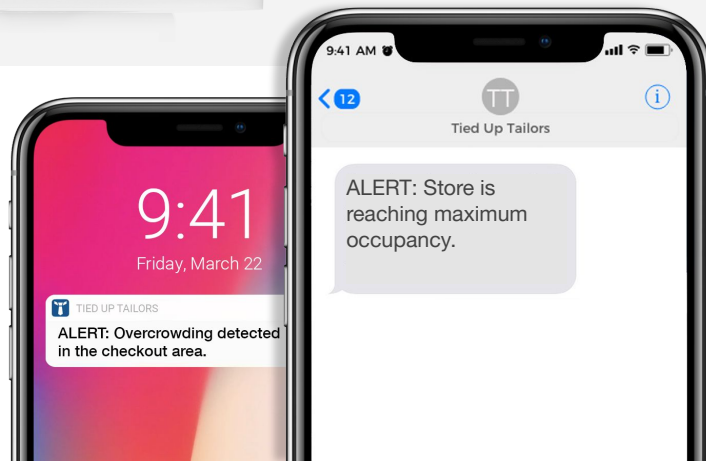 9:41
Friday, March 22
TIED UP TAILORS
ALERT: Overcrowding detected
in the checkout area.
9:41 AM
12
TT
i
Tied Up Tailors
ALERT: Store is
reaching maximum
occupancy.